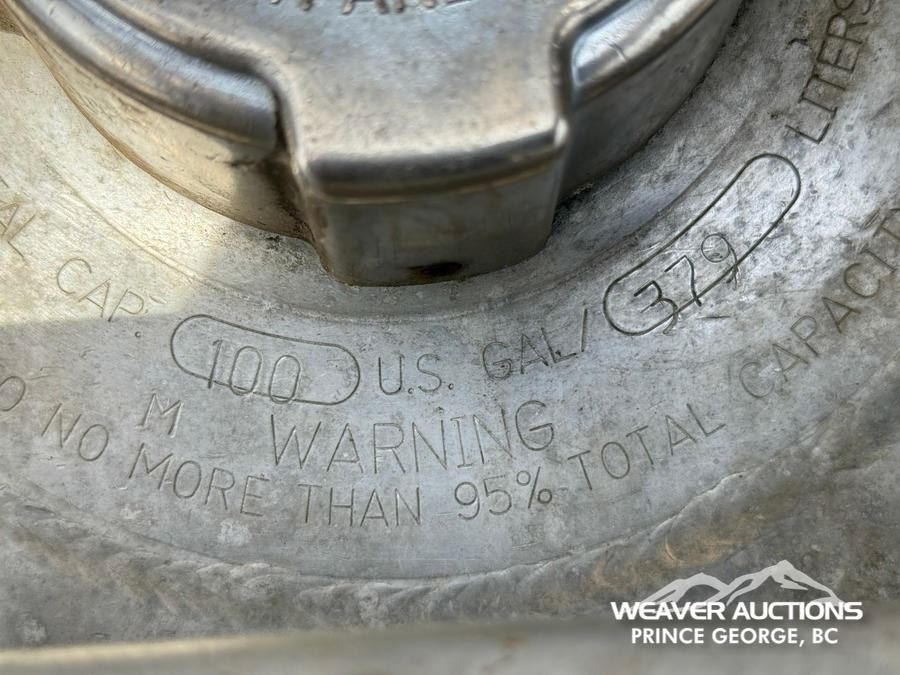 CAP.
100 U.S. GAL/ 379 LITERS
M
WARNING
NO MORE THAN 95% TOTAL CAPACITY
WEAVER AUCTIONS
PRINCE GEORGE, BC